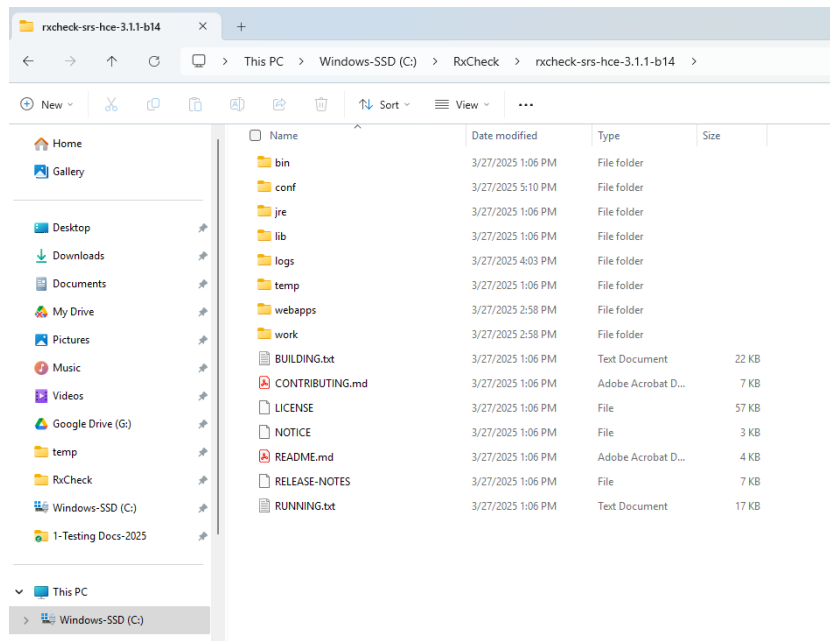 rxcheck-srs-hce-3.1.1-b14
This PC > Windows-SSD (C:) > RxCheck > rxcheck-srs-hce-3.1.1-b14 >
New Sort View ...
Name Date modified Type Size
Home
Gallery
Desktop
Downloads
Documents
My Drive
Pictures
Music
Videos
Google Drive (G:)
temp
RxCheck
Windows-SSD (C:)
1-Testing Docs-2025
This PC
Windows-SSD (C:)
bin 3/27/2025 1:06 PM File folder
conf 3/27/2025 5:10 PM File folder
jre 3/27/2025 1:06 PM File folder
lib 3/27/2025 1:06 PM File folder
logs 3/27/2025 4:03 PM File folder
temp 3/27/2025 1:06 PM File folder
webapps 3/27/2025 2:58 PM File folder
work 3/27/2025 2:58 PM File folder
BUILDING.txt 3/27/2025 1:06 PM Text Document 22 KB
CONTRIBUTING.md 3/27/2025 1:06 PM Adobe Acrobat D... 7 KB
LICENSE 3/27/2025 1:06 PM File 57 KB
NOTICE 3/27/2025 1:06 PM File 3 KB
README.md 3/27/2025 1:06 PM Adobe Acrobat D... 4 KB
RELEASE-NOTES 3/27/2025 1:06 PM File 7 KB
RUNNING.txt 3/27/2025 1:06 PM Text Document 17 KB